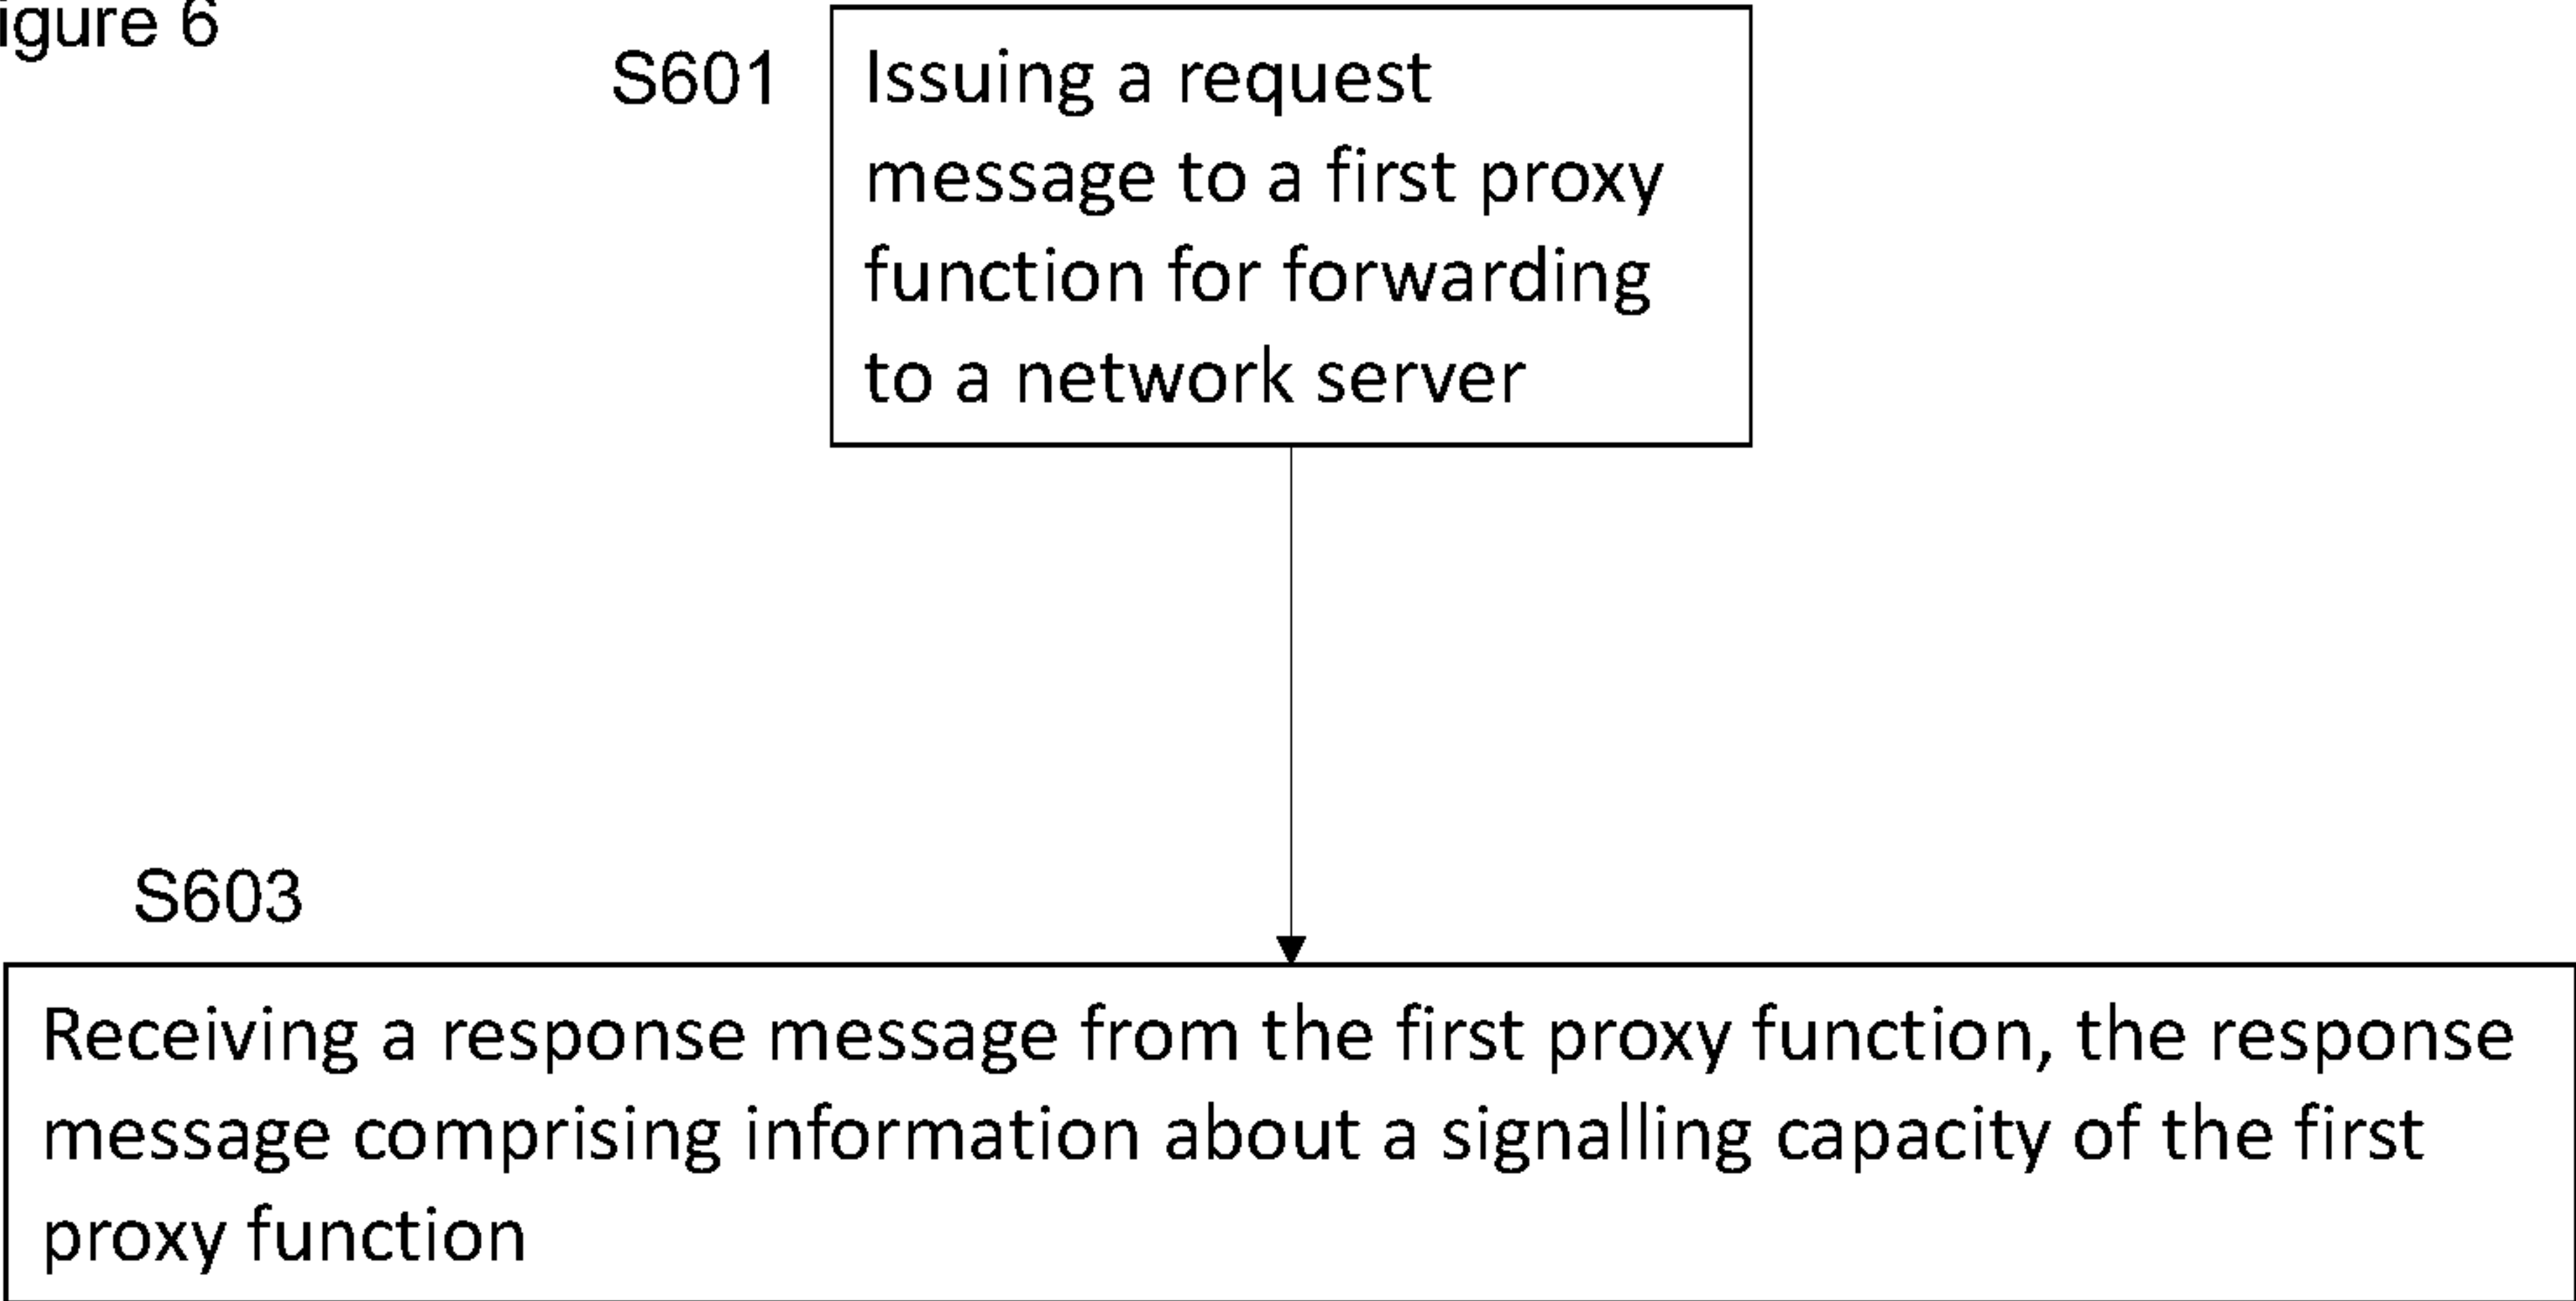 igure 6
S601
Issuing a request
message to a first proxy
function for forwarding
to a network server
S603
Receiving a response message from the first proxy function, the response
message comprising information about a signalling capacity of the first
proxy function